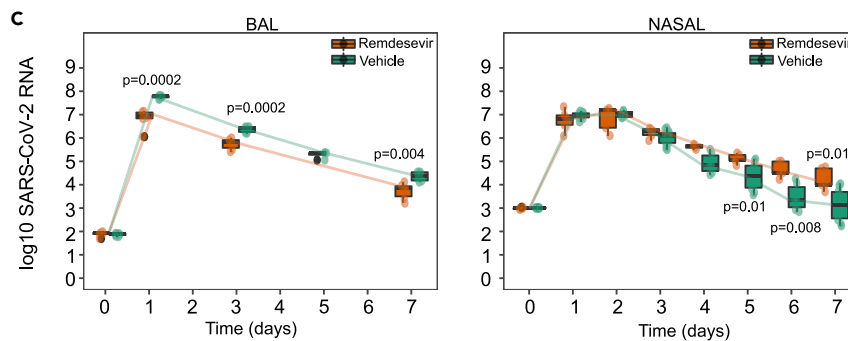 C
BAL
Remdesevir
Vehicle
p=0.0002
p=0.0002
p=0.004
log10 SARS-CoV-2 RNA
9
8
7
6
5
4
3
2
1
0
0 1 2 3 4 5 6 7
Time (days)
NASAL
Remdesevir
Vehicle
p=0.01
p=0.01
p=0.008
9
8
7
6
5
4
3
2
1
0
0 1 2 3 4 5 6 7
Time (days)